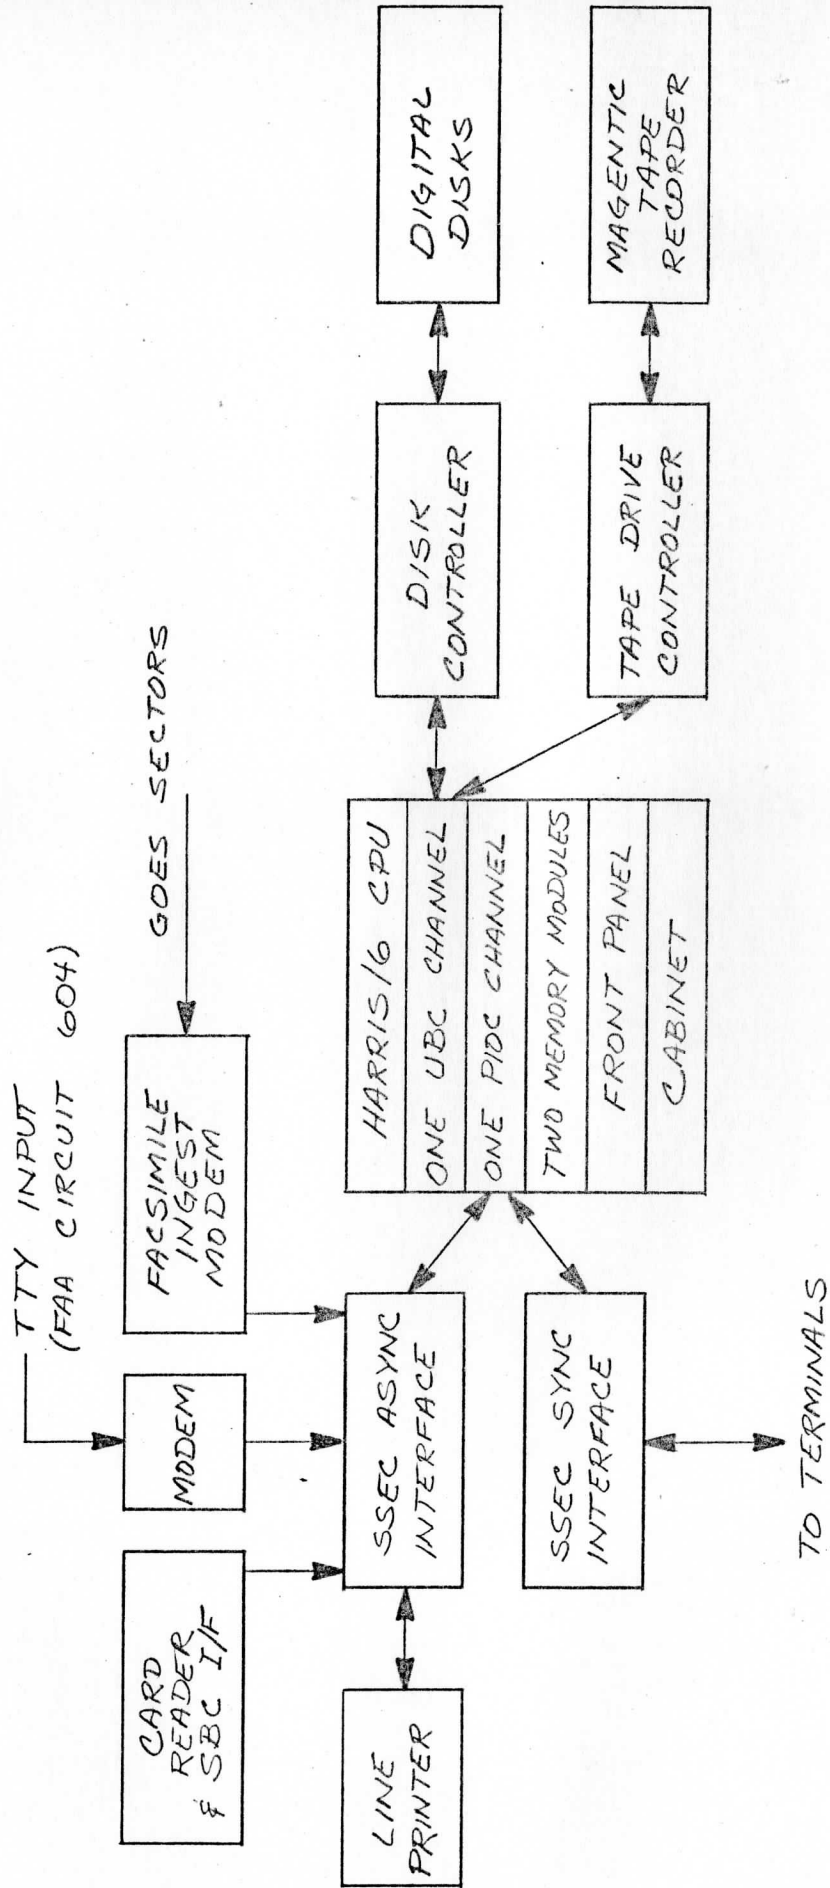 TTY INPUT
(FAA CIRCUIT 604)
GOES SECTORS
CARD
READER
& SBC I/F
MODEM
FACSIMILE
INGEST
MODEM
LINE
PRINTER
SSEC ASYNC
INTERFACE
SSEC SYNC
INTERFACE
TO TERMINALS
HARRIS/6 CPU
ONE UBC CHANNEL
ONE PIOC CHANNEL
TWO MEMORY MODULES
FRONT PANEL
CABINET
DISK
CONTROLLER
DIGITAL
DISKS
TAPE DRIVE
CONTROLLER
MAGENTIC
TAPE
RECORDER